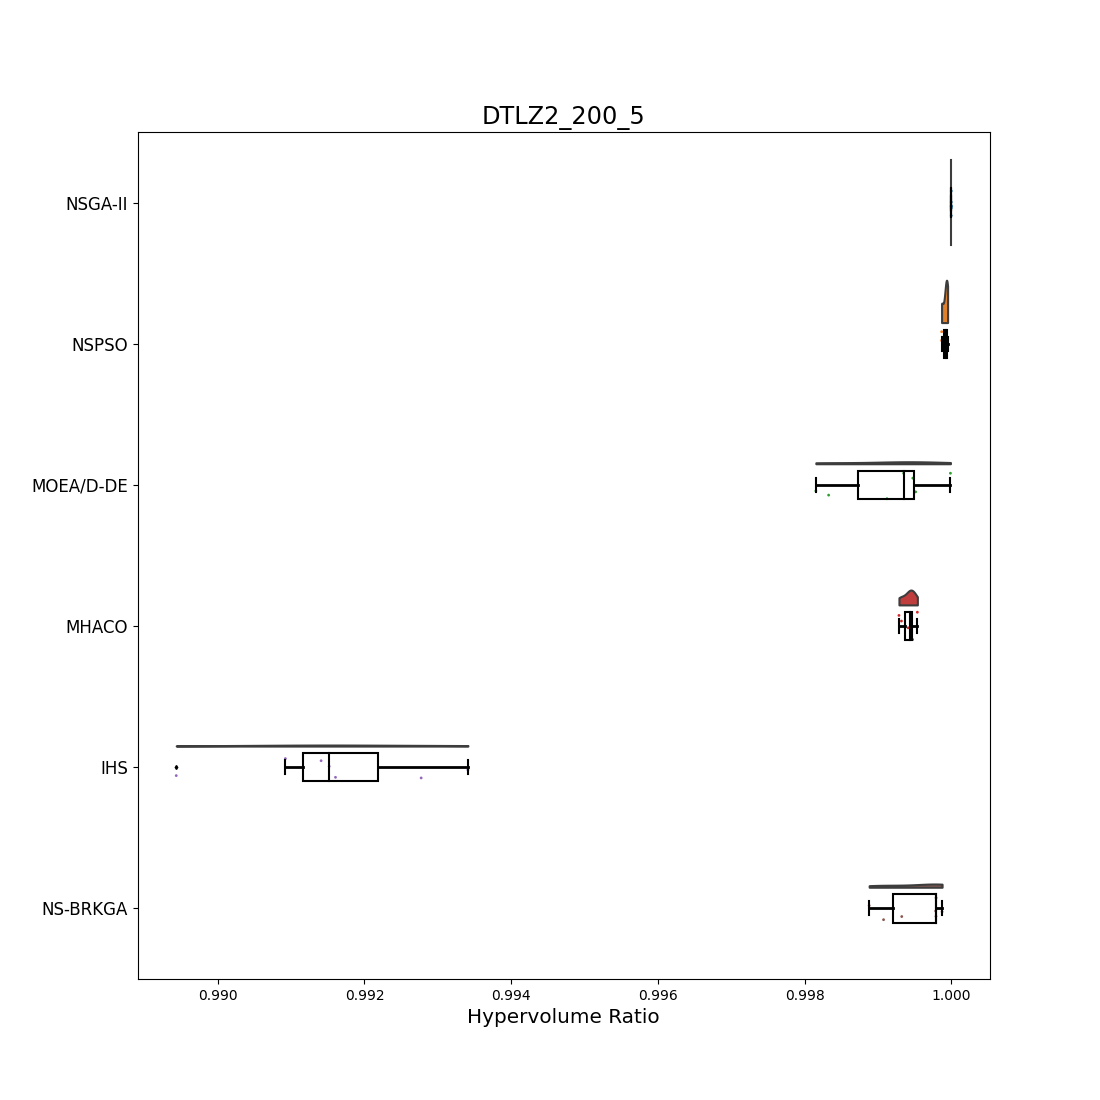 DTLZ2_200_5
NSGA-II
NSPSO
MOEA/D-DE
MHACO
IHS
NS-BRKGA
0.990 0.992 0.994 0.996 0.998 1.000
Hypervolume Ratio